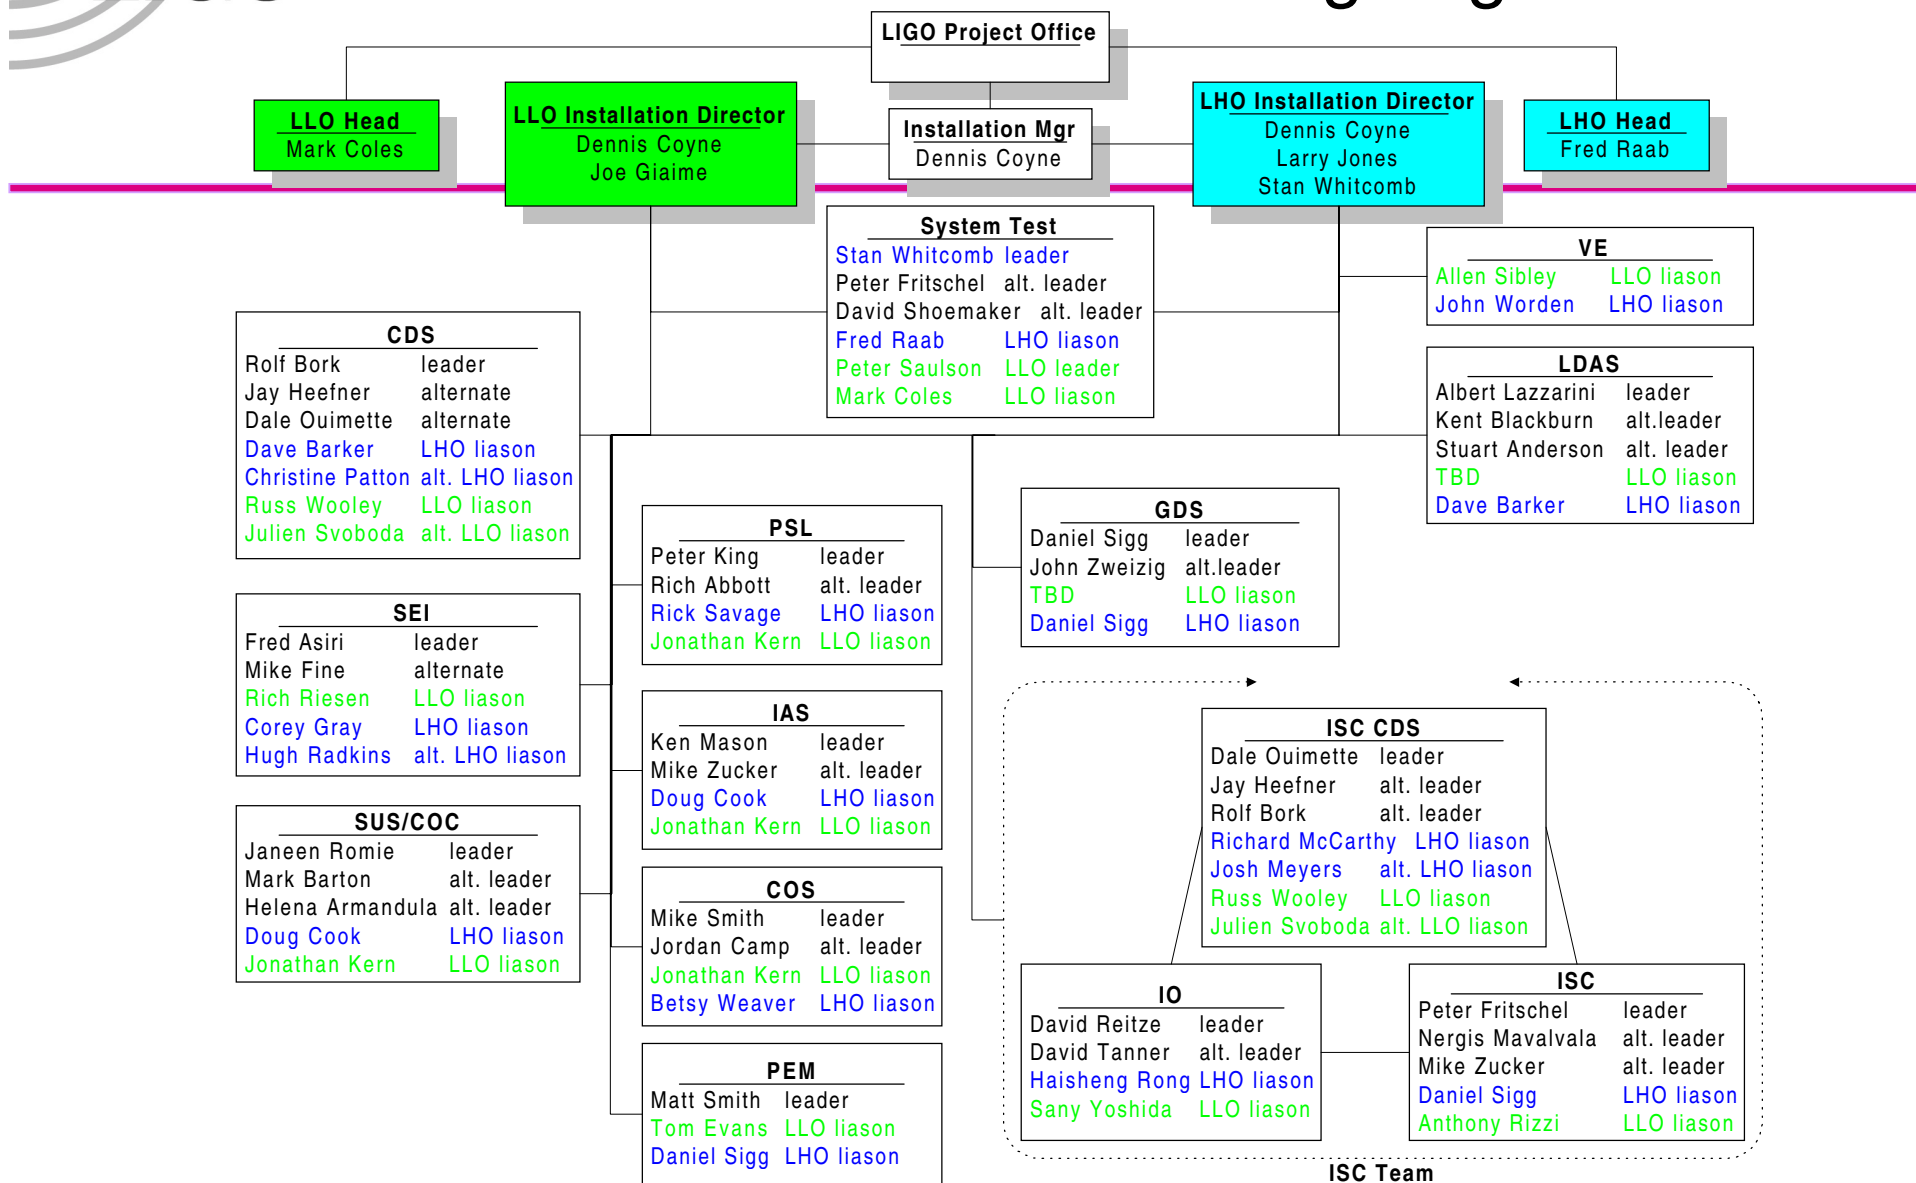 LIGO Project Office
LLO Head
Mark Coles
LLO Installation Director
Dennis Coyne
Joe Giaime
Installation Mgr
Dennis Coyne
LHO Installation Director
Dennis Coyne
Larry Jones
Stan Whitcomb
LHO Head
Fred Raab
System Test
Stan Whitcomb leader
Peter Fritschel alt. leader
David Shoemaker alt. leader
Fred Raab LHO liason
Peter Saulson LLO leader
Mark Coles LLO liason
VE
Allen Sibley LLO liason
John Worden LHO liason
CDS
Rolf Bork leader
Jay Heefner alternate
Dale Ouimette alternate
Dave Barker LHO liason
Christine Patton alt. LHO liason
Russ Wooley LLO liason
Julien Svoboda alt. LLO liason
LDAS
Albert Lazzarini leader
Kent Blackburn alt.leader
Stuart Anderson alt. leader
TBD LLO liason
Dave Barker LHO liason
PSL
Peter King leader
Rich Abbott alt. leader
Rick Savage LHO liason
Jonathan Kern LLO liason
GDS
Daniel Sigg leader
John Zweizig alt.leader
TBD LLO liason
Daniel Sigg LHO liason
SEI
Fred Asiri leader
Mike Fine alternate
Rich Riesen LLO liason
Corey Gray LHO liason
Hugh Radkins alt. LHO liason
IAS
Ken Mason leader
Mike Zucker alt. leader
Doug Cook LHO liason
Jonathan Kern LLO liason
ISC CDS
Dale Ouimette leader
Jay Heefner alt. leader
Rolf Bork alt. leader
Richard McCarthy LHO liason
Josh Meyers alt. LHO liason
Russ Wooley LLO liason
Julien Svoboda alt. LLO liason
SUS/COC
Janeen Romie leader
Mark Barton alt. leader
Helena Armandula alt. leader
Doug Cook LHO liason
Jonathan Kern LLO liason
COS
Mike Smith leader
Jordan Camp alt. leader
Jonathan Kern LLO liason
Betsy Weaver LHO liason
IO
David Reitze leader
David Tanner alt. leader
Haisheng Rong LHO liason
Sany Yoshida LLO liason
ISC
Peter Fritschel leader
Nergis Mavalvala alt. leader
Mike Zucker alt. leader
Daniel Sigg LHO liason
Anthony Rizzi LLO liason
PEM
Matt Smith leader
Tom Evans LLO liason
Daniel Sigg LHO liason
ISC Team